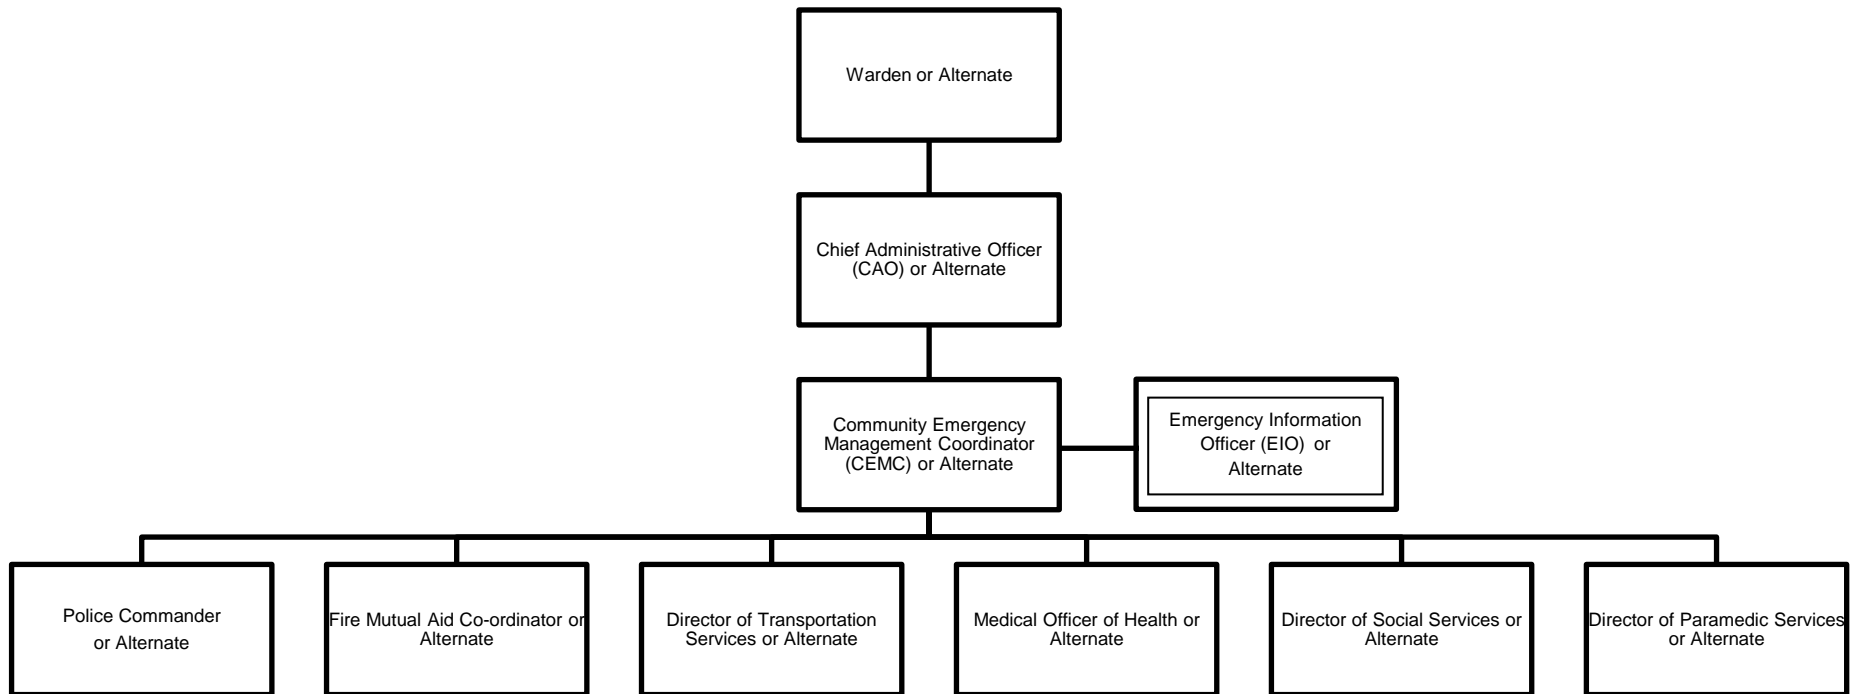 Warden or Alternate
Chief Administrative Officer
(CAO) or Alternate
Community Emergency
Management Coordinator
(CEMC) or Alternate
Emergency Information
Officer (EIO) or
Alternate
Police Commander
or Alternate
Fire Mutual Aid Co-ordinator or
Alternate
Director of Transportation
Services or Alternate
Medical Officer of Health or
Alternate
Director of Social Services or
Alternate
Director of Paramedic Services
or Alternate